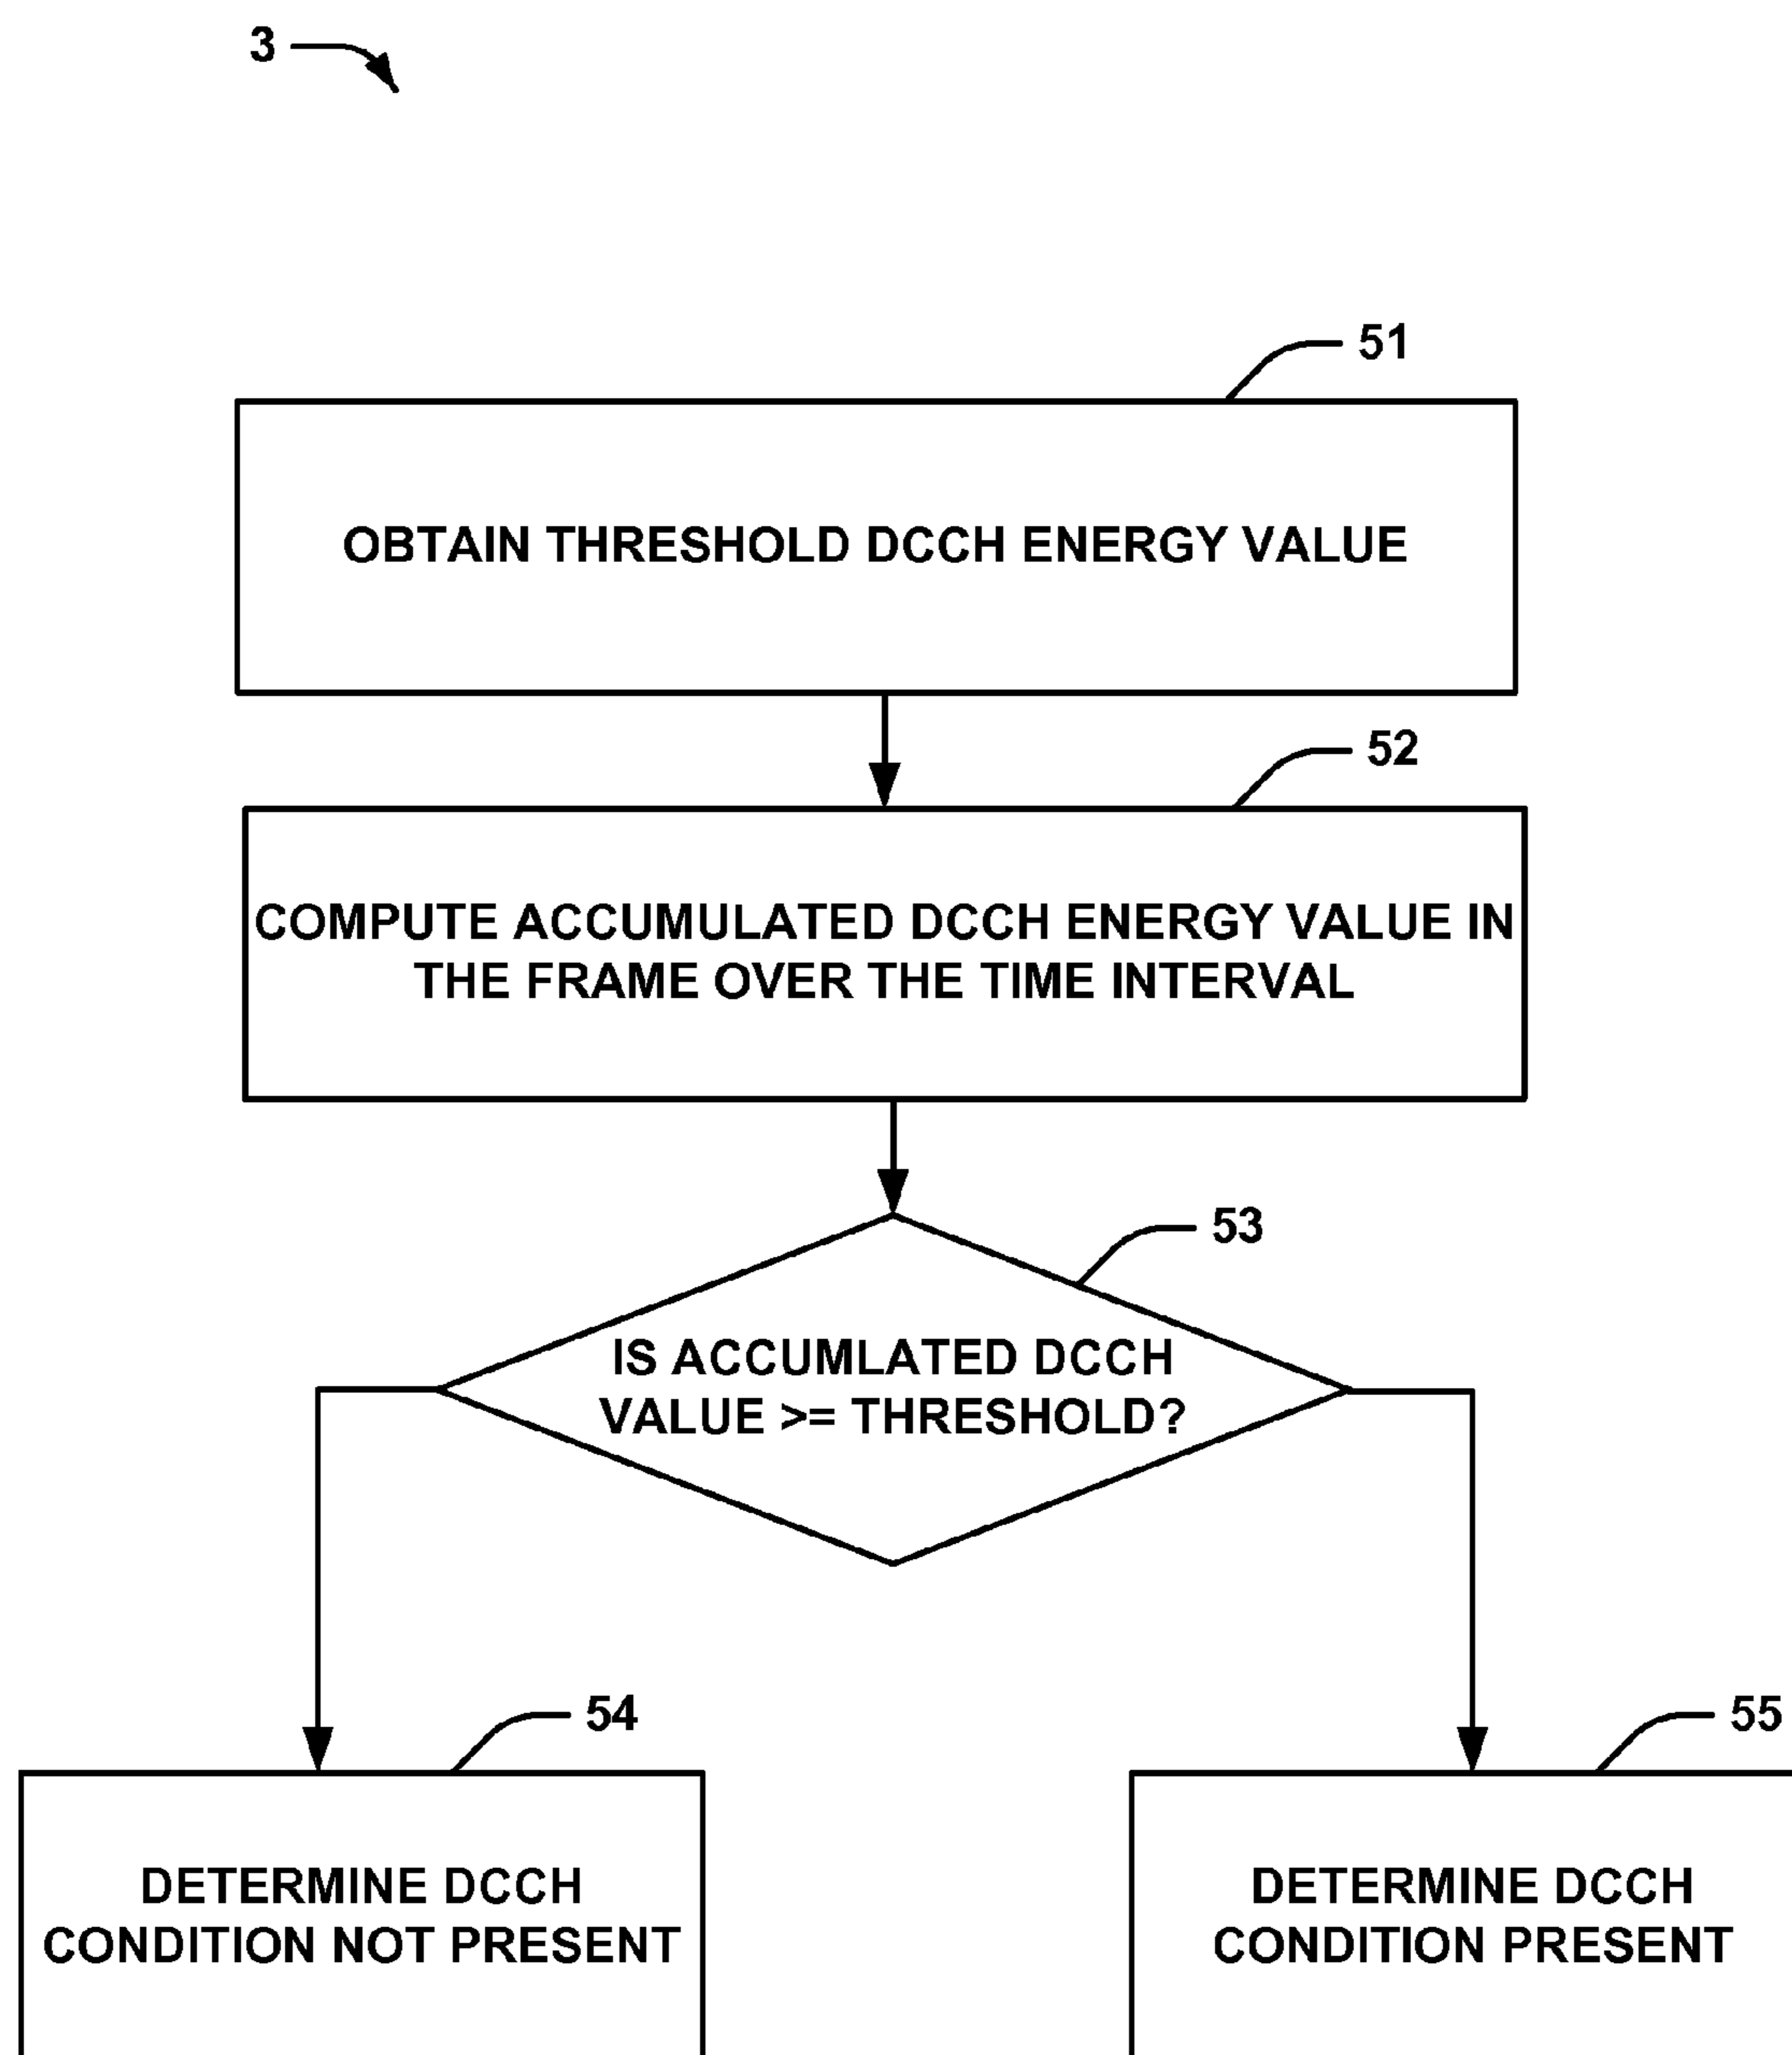 3
51
OBTAIN THRESHOLD DCCH ENERGY VALUE
52
COMPUTE ACCUMULATED DCCH ENERGY VALUE IN
THE FRAME OVER THE TIME INTERVAL
53
IS ACCUMLATED DCCH
VALUE >= THRESHOLD?
54
DETERMINE DCCH
CONDITION NOT PRESENT
55
DETERMINE DCCH
CONDITION PRESENT